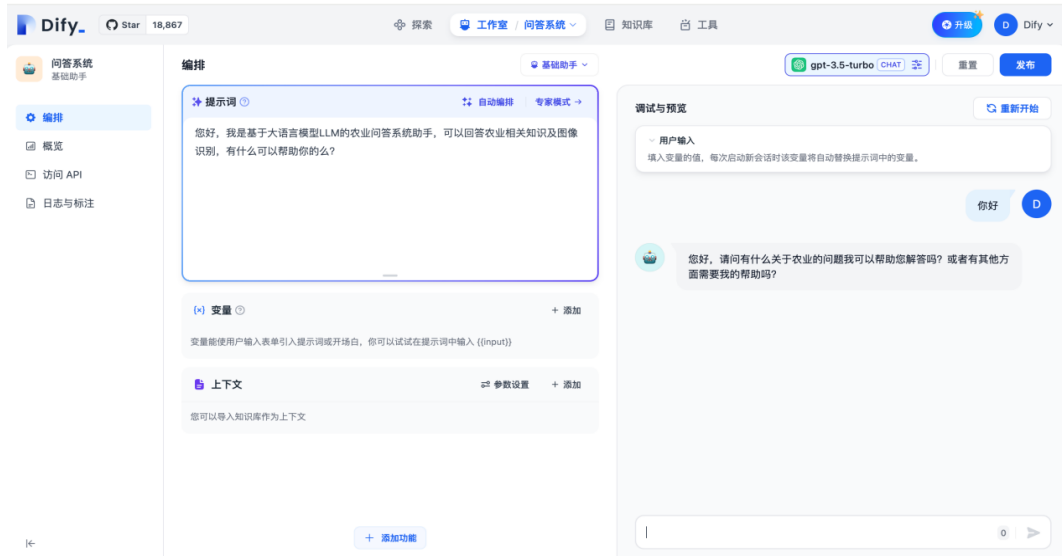 Dify_
Star 18,867
探索
工作室 / 问答系统
知识库
工具
升级
D Dify
问答系统
基础助手
编排
概览
访问 API
日志与标注
编排
基础助手
提示词
自动编排
专家模式 →
您好，我是基于大语言模型LLM的农业问答系统助手，可以回答农业相关知识及图像
识别，有什么可以帮助你的么？
{x} 变量
+ 添加
变量能使用户输入表单引入提示词或开场白，你可以试试在提示词中输入 {{input}}
上下文
参数设置
+ 添加
您可以导入知识库作为上下文
+ 添加功能
gpt-3.5-turbo CHAT
重置
发布
调试与预览
重新开始
用户输入
填入变量的值，每次启动新会话时该变量将自动替换提示词中的变量。
你好
D
您好，请问有什么关于农业的问题我可以帮助您解答吗？或者有其他方
面需要我的帮助吗？
0